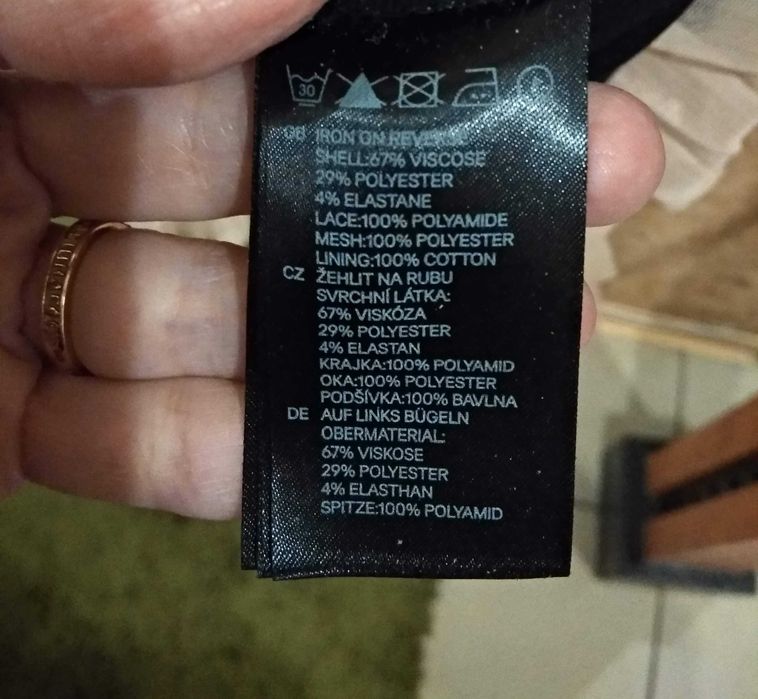 30
GB IRON ON REVERSE
SHELL:67% VISCOSE
29% POLYESTER
4% ELASTANE
LACE:100% POLYAMIDE
MESH:100% POLYESTER
LINING:100% COTTON
CZ ŽEHLIT NA RUBU
SVRCHNÍ LÁTKA:
67% VISKÓZA
29% POLYESTER
4% ELASTAN
KRAJKA:100% POLYAMID
OKA:100% POLYESTER
PODŠÍVKA:100% BAVLNA
DE AUF LINKS BÜGELN
OBERMATERIAL:
67% VISKOSE
29% POLYESTER
4% ELASTHAN
SPITZE:100% POLYAMID